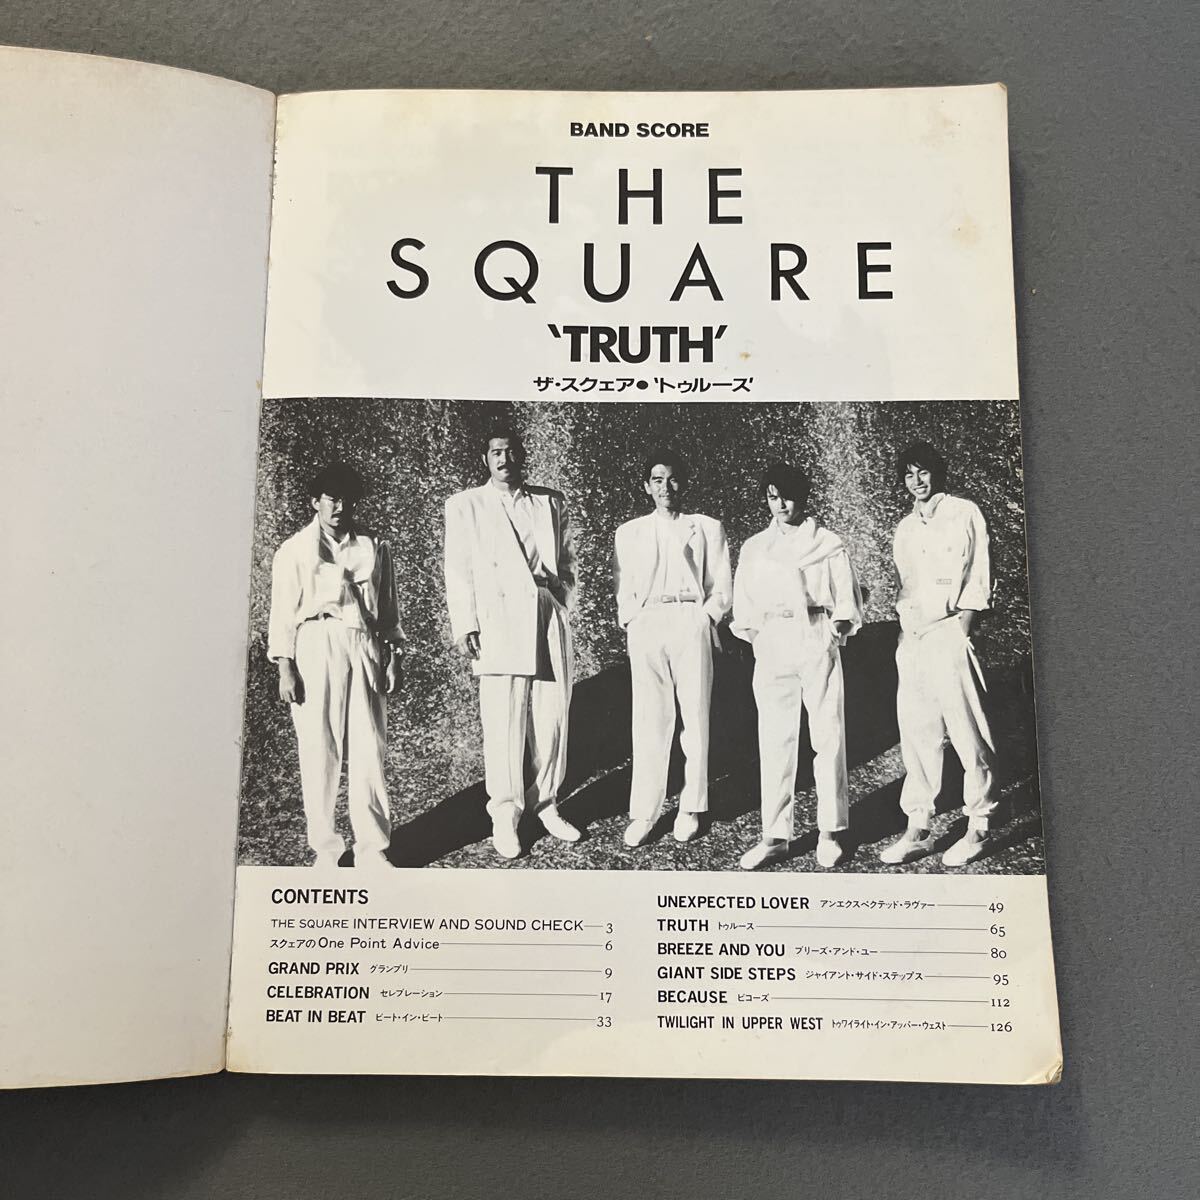 BAND SCORE
THE
SQUARE
‵TRUTH′
ザ・スクェア●‵トゥルース′
CONTENTS
THE SQUARE INTERVIEW AND SOUND CHECK 3
スクェアのOne Point Advice 6
GRAND PRIX グランプリ 9
CELEBRATION セレブレーション 17
BEAT IN BEAT ビート・イン・ビート 33
UNEXPECTED LOVER アンエクスペクテッド・ラヴァー 49
TRUTH トゥルース 65
BREEZE AND YOU ブリーズ・アンド・ユー 80
GIANT SIDE STEPS ジャイアント・サイド・ステップス 95
BECAUSE ビコーズ 112
TWILIGHT IN UPPER WEST トゥワイライト・イン・アッパー・ウェスト 126